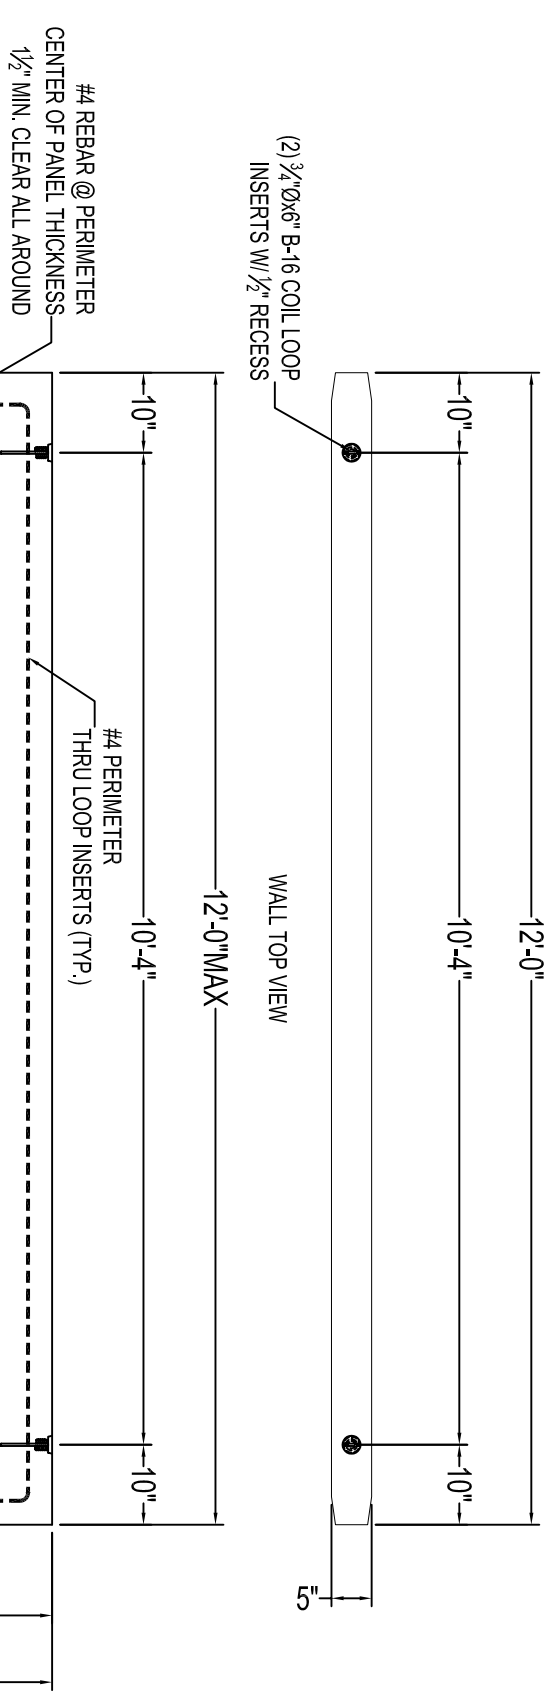 12'-0"
10"
10'-4"
10"
(2) ¾"Øx6" B-16 COIL LOOP
INSERTS W/ ½" RECESS
5"
WALL TOP VIEW
12'-0"MAX
10"
10'-4"
10"
#4 REBAR @ PERIMETER
CENTER OF PANEL THICKNESS
1½" MIN. CLEAR ALL AROUND
#4 PERIMETER
THRU LOOP INSERTS (TYP.)